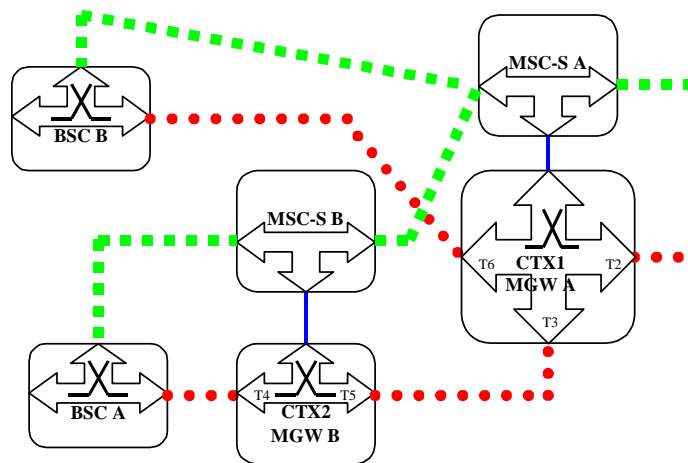 MSC-S A
BSC B
MSC-S B
T6
CTX1
T2
MGW A
T3
BSC A
T4
CTX2
T5
MGW B